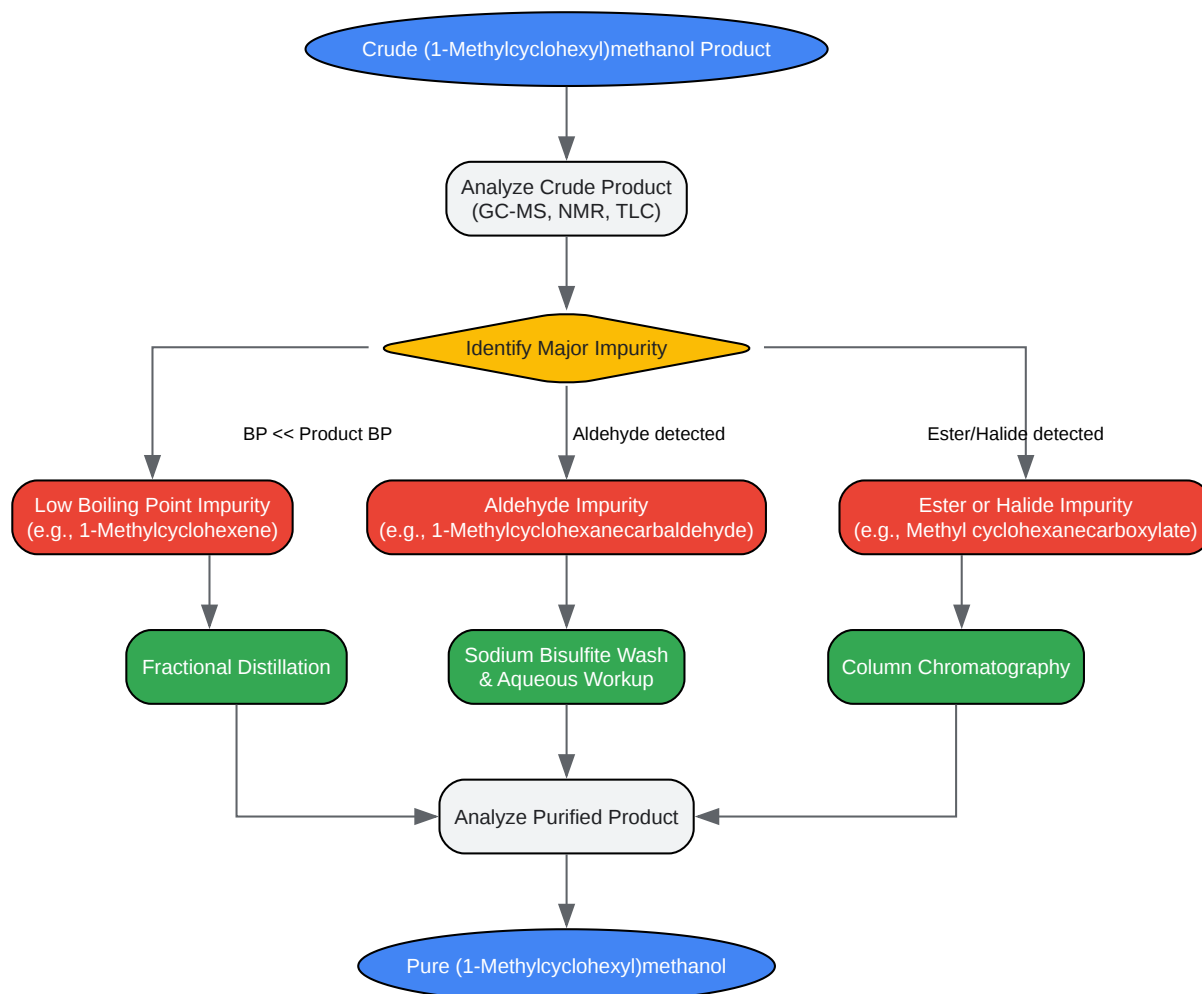 Crude (1-Methylcyclohexyl)methanol Product
Analyze Crude Product
(GC-MS, NMR, TLC)
Identify Major Impurity
BP << Product BP
Aldehyde detected
Ester/Halide detected
Low Boiling Point Impurity
(e.g., 1-Methylcyclohexene)
Aldehyde Impurity
(e.g., 1-Methylcyclohexanecarbaldehyde)
Ester or Halide Impurity
(e.g., Methyl cyclohexanecarboxylate)
Fractional Distillation
Sodium Bisulfite Wash
& Aqueous Workup
Column Chromatography
Analyze Purified Product
Pure (1-Methylcyclohexyl)methanol